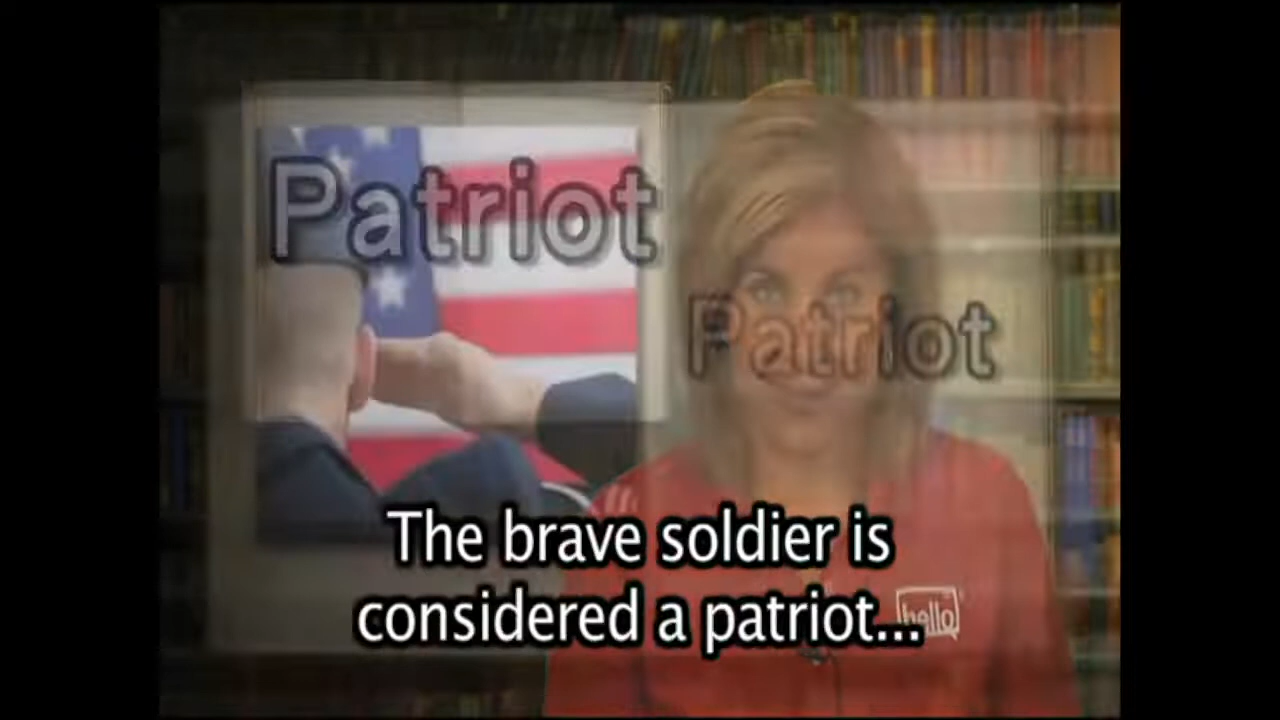 Patriot
Patriot
The brave soldier is
considered a patriot...
hello